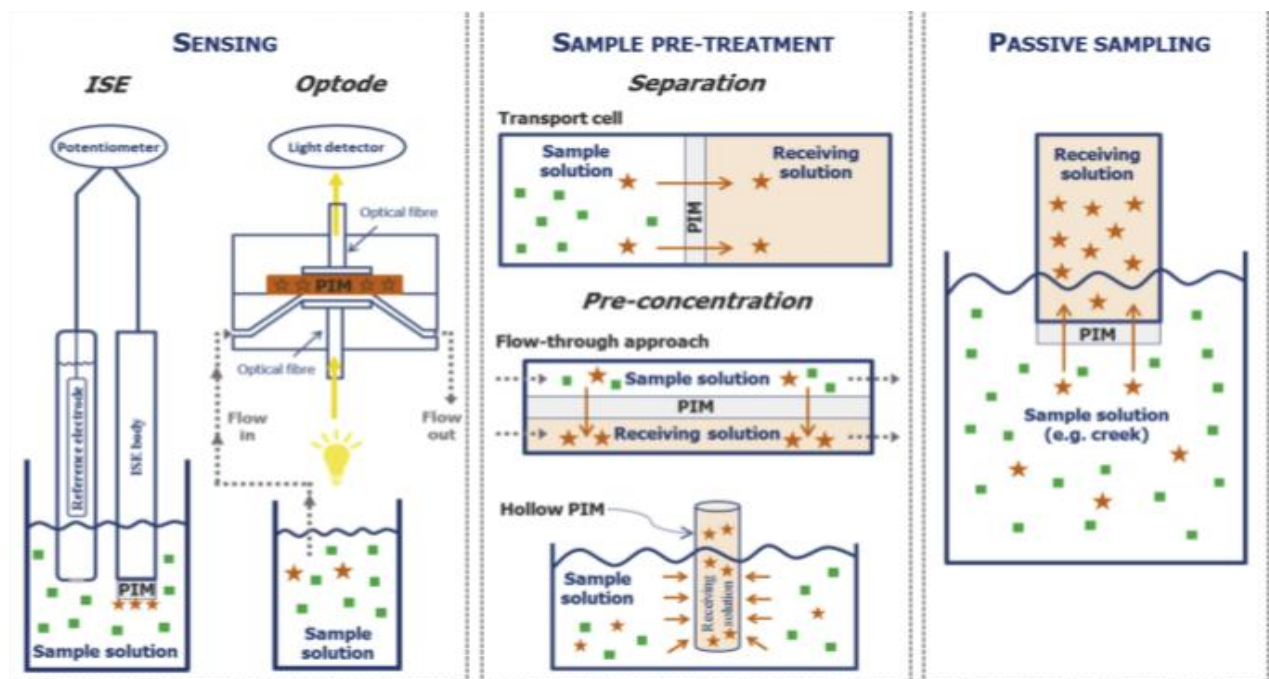 SENSING
ISE
Optode
Potentiometer
Light detector
Optical fibre
PIM
Optical fibre
Flow
in
Flow
out
Reference electrode
ISE body
PIM
Sample solution
Sample
solution
SAMPLE PRE-TREATMENT
Separation
Transport cell
Sample
solution
PIM
Receiving
solution
Pre-concentration
Flow-through approach
Sample solution
PIM
Receiving solution
Hollow PIM
Sample
solution
Receiving
solution
PASSIVE SAMPLING
Receiving
solution
PIM
Sample solution
(e.g. creek)